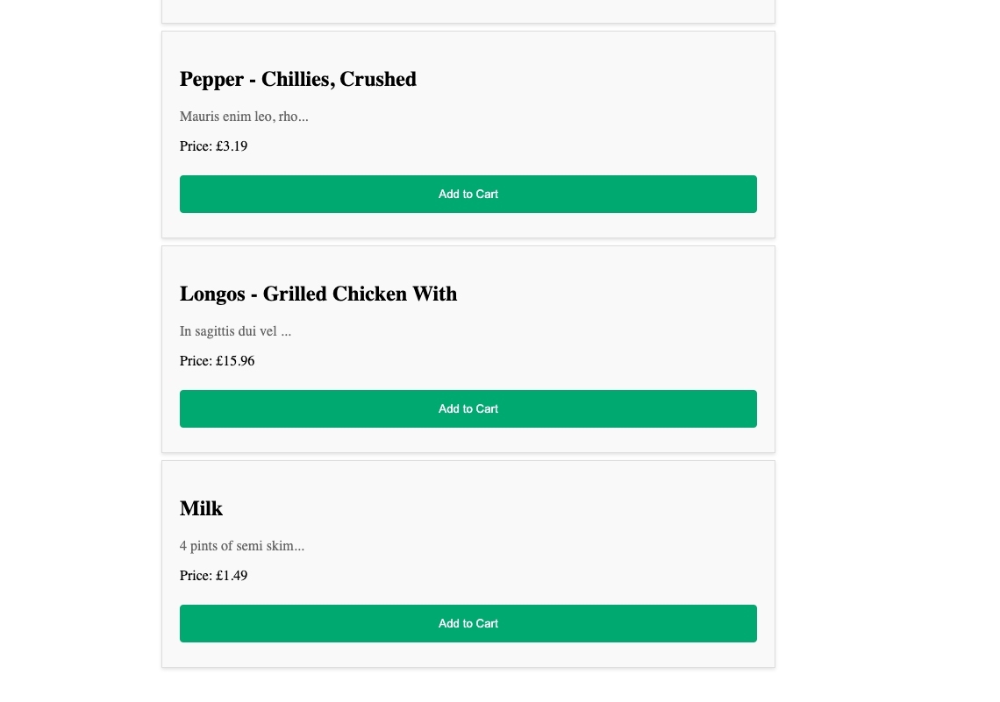 Pepper - Chillies, Crushed
Mauris enim leo, rho...
Price: £3.19
Add to Cart
Longos - Grilled Chicken With
In sagittis dui vel ...
Price: £15.96
Add to Cart
Milk
4 pints of semi skim...
Price: £1.49
Add to Cart